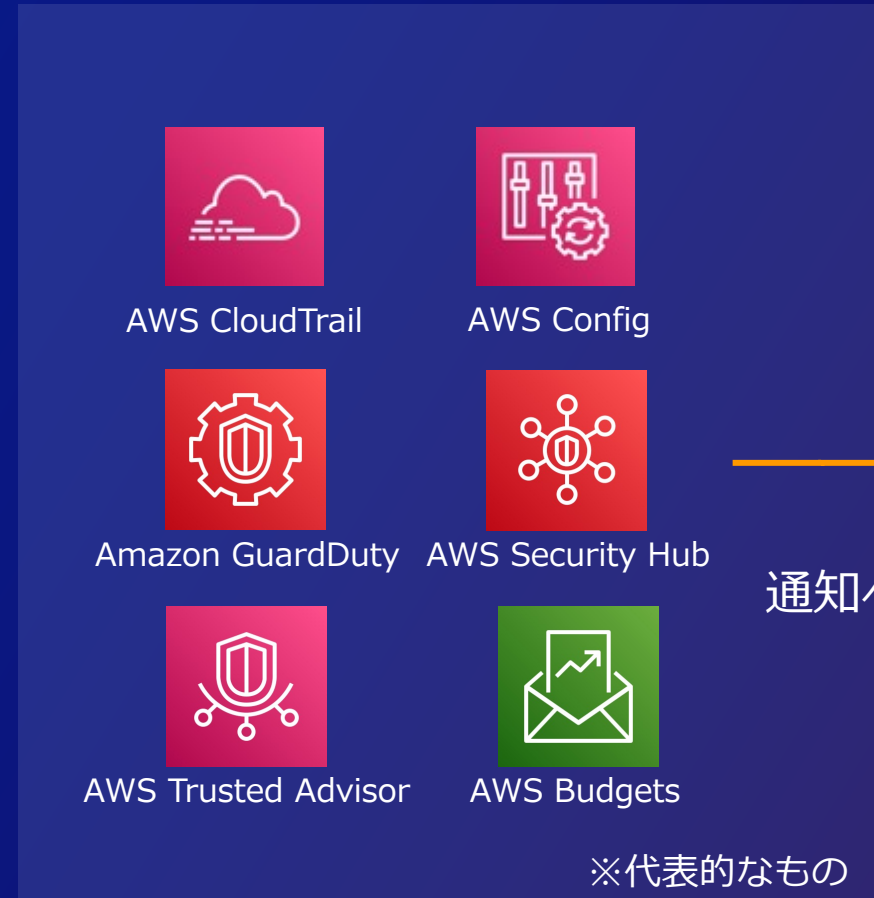 AWS CloudTrail
AWS Config
Amazon GuardDuty
AWS Security Hub
通知
AWS Trusted Advisor
AWS Budgets
※代表的なもの